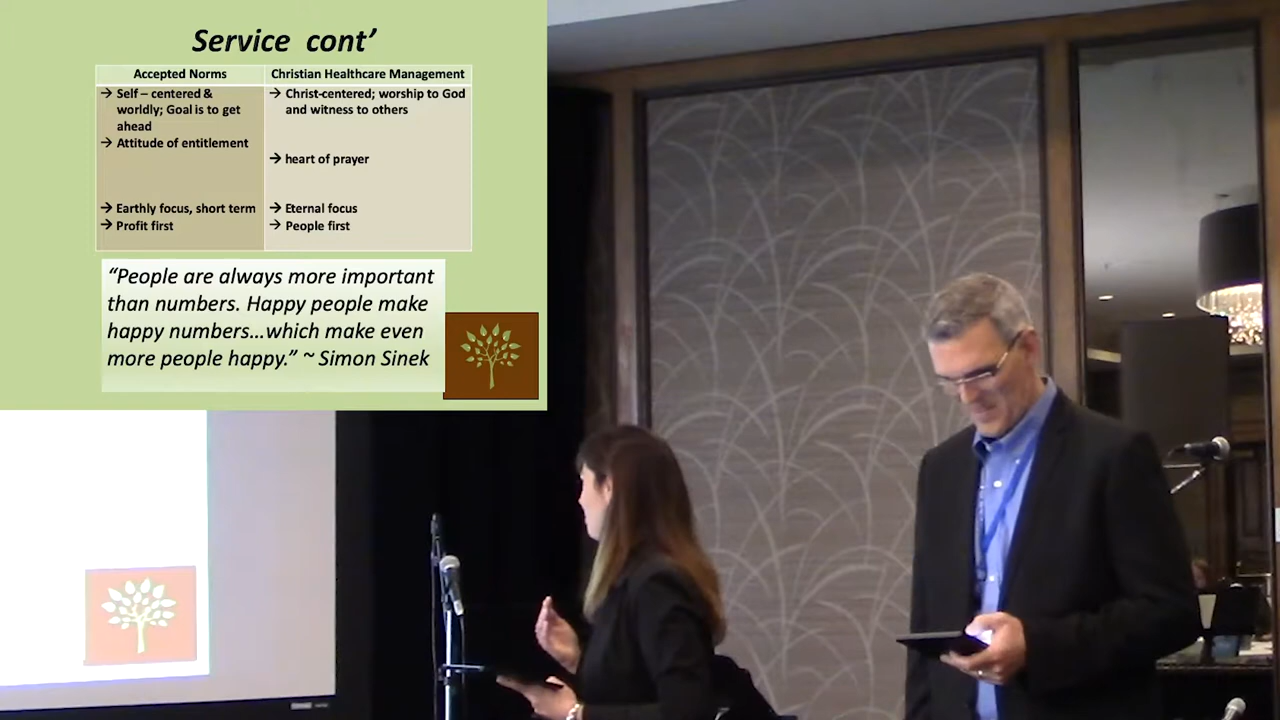 Service cont’
Accepted Norms
Christian Healthcare Management
→ Self – centered &
worldly; Goal is to get
ahead
→ Attitude of entitlement
→ Earthly focus, short term
→ Profit first
→ Christ-centered; worship to God
and witness to others
→ heart of prayer
→ Eternal focus
→ People first
“People are always more important
than numbers. Happy people make
happy numbers...which make even
more people happy.” ~ Simon Sinek